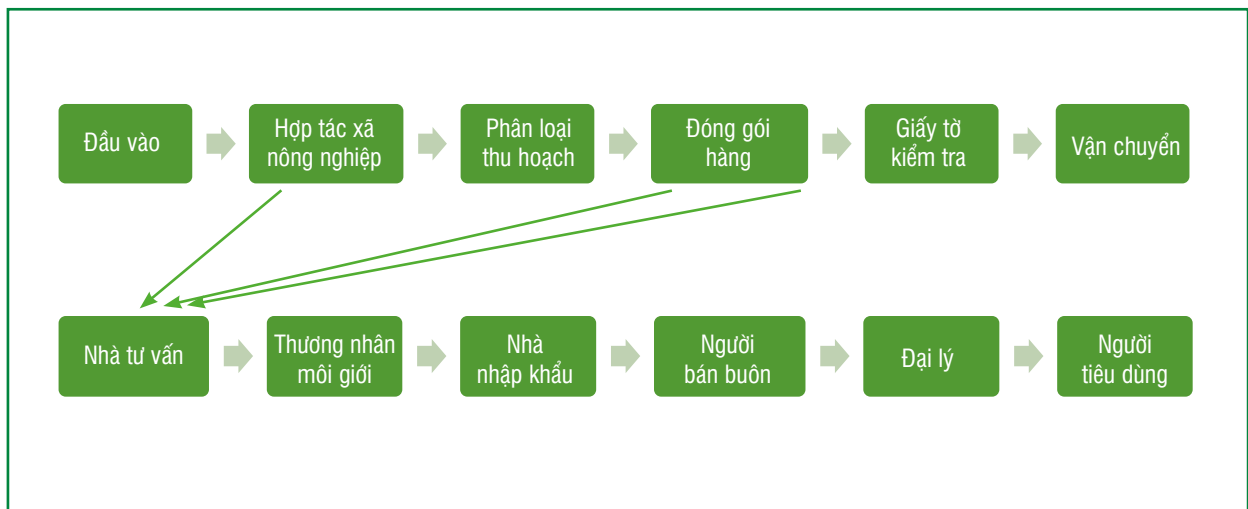 Đầu vào
Hợp tác xã
nông nghiệp
Phân loại
thu hoạch
Đóng gói
hàng
Giấy tờ
kiểm tra
Vận chuyển
Nhà tư vấn
Thương nhân
môi giới
Nhà
nhập khẩu
Người
bán buôn
Đại lý
Người
tiêu dùng